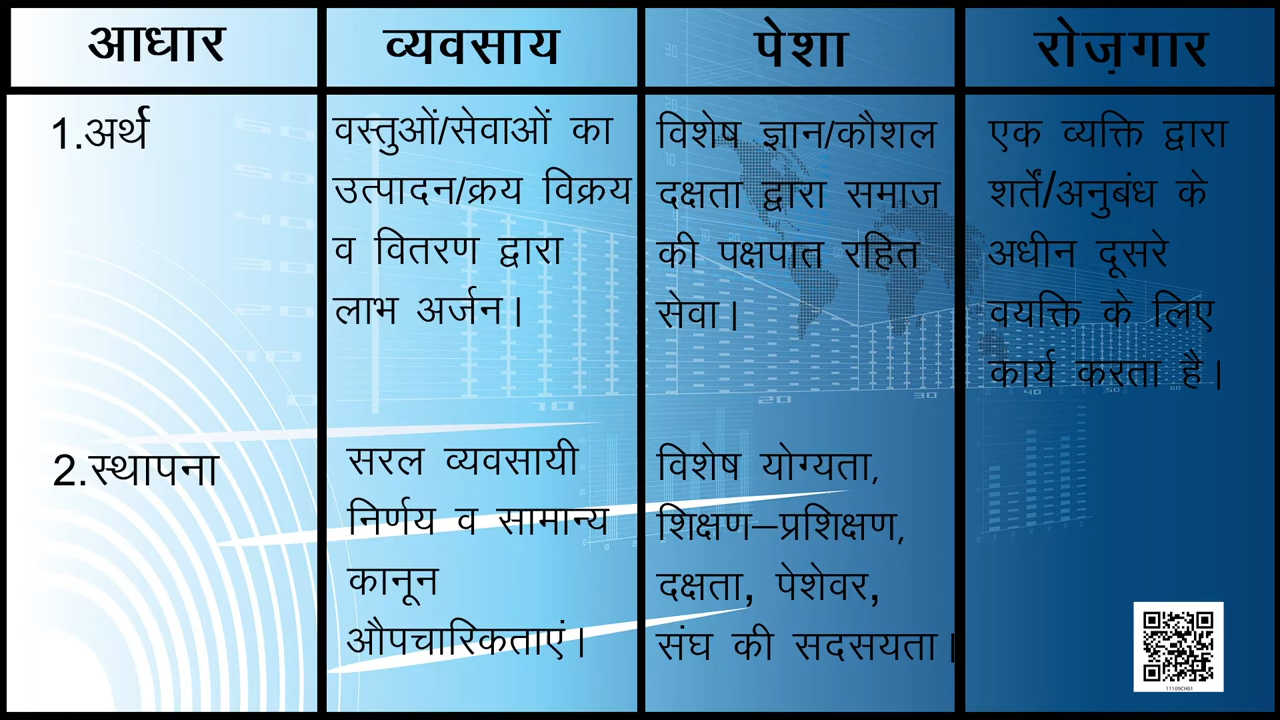 आधार
व्यवसाय
पेशा
रोज़गार
1.अर्थ
वस्तुओं/सेवाओं का
उत्पादन/क्रय विक्रय
व वितरण द्वारा
लाभ अर्जन।
विशेष ज्ञान/कौशल
दक्षता द्वारा समाज
की पक्षपात रहित
सेवा।
एक व्यक्ति द्वारा
शर्तें/अनुबंध के
अधीन दूसरे
वयक्ति के लिए
कार्य करता है।
2.स्थापना
सरल व्यवसायी
निर्णय व सामान्य
कानून
औपचारिकताएं।
विशेष योग्यता,
शिक्षण–प्रशिक्षण,
दक्षता, पेशेवर,
संघ की सदसयता।
11109CH01